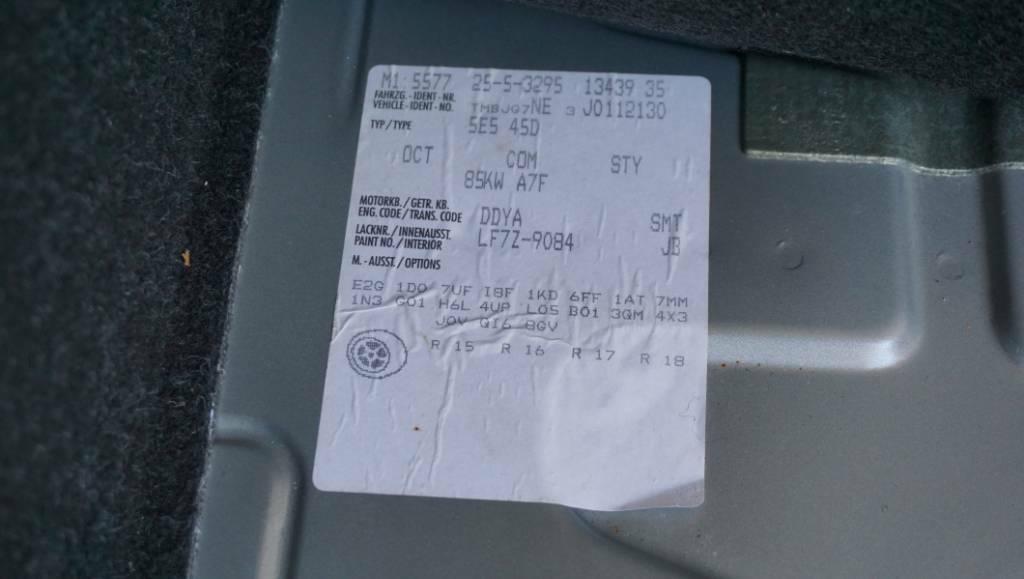 M1 5577 25-5-3295 13439 35
FAHRZG.-IDENT-NR.
VEHICLE-IDENT-NO. TMBJG7NE 3 J0112130
TYP/TYPE 5E5 45D
OCT COM STY
85KW A7F
MOTORKB./GETR. KB.
ENG. CODE/TRANS. CODE DDYA SMT
LACKNR./INNENAUSST.
PAINT NO./INTERIOR LF7Z-9084 JB
M.-AUSST./OPTIONS
E2G 1D0 7UF I8F 1KD 6FF 1AT 7MM
1N3 G01 H6L 4UP L05 B01 3GM 4X3
J0V QI6 8GV
R 15 R 16 R 17 R 18